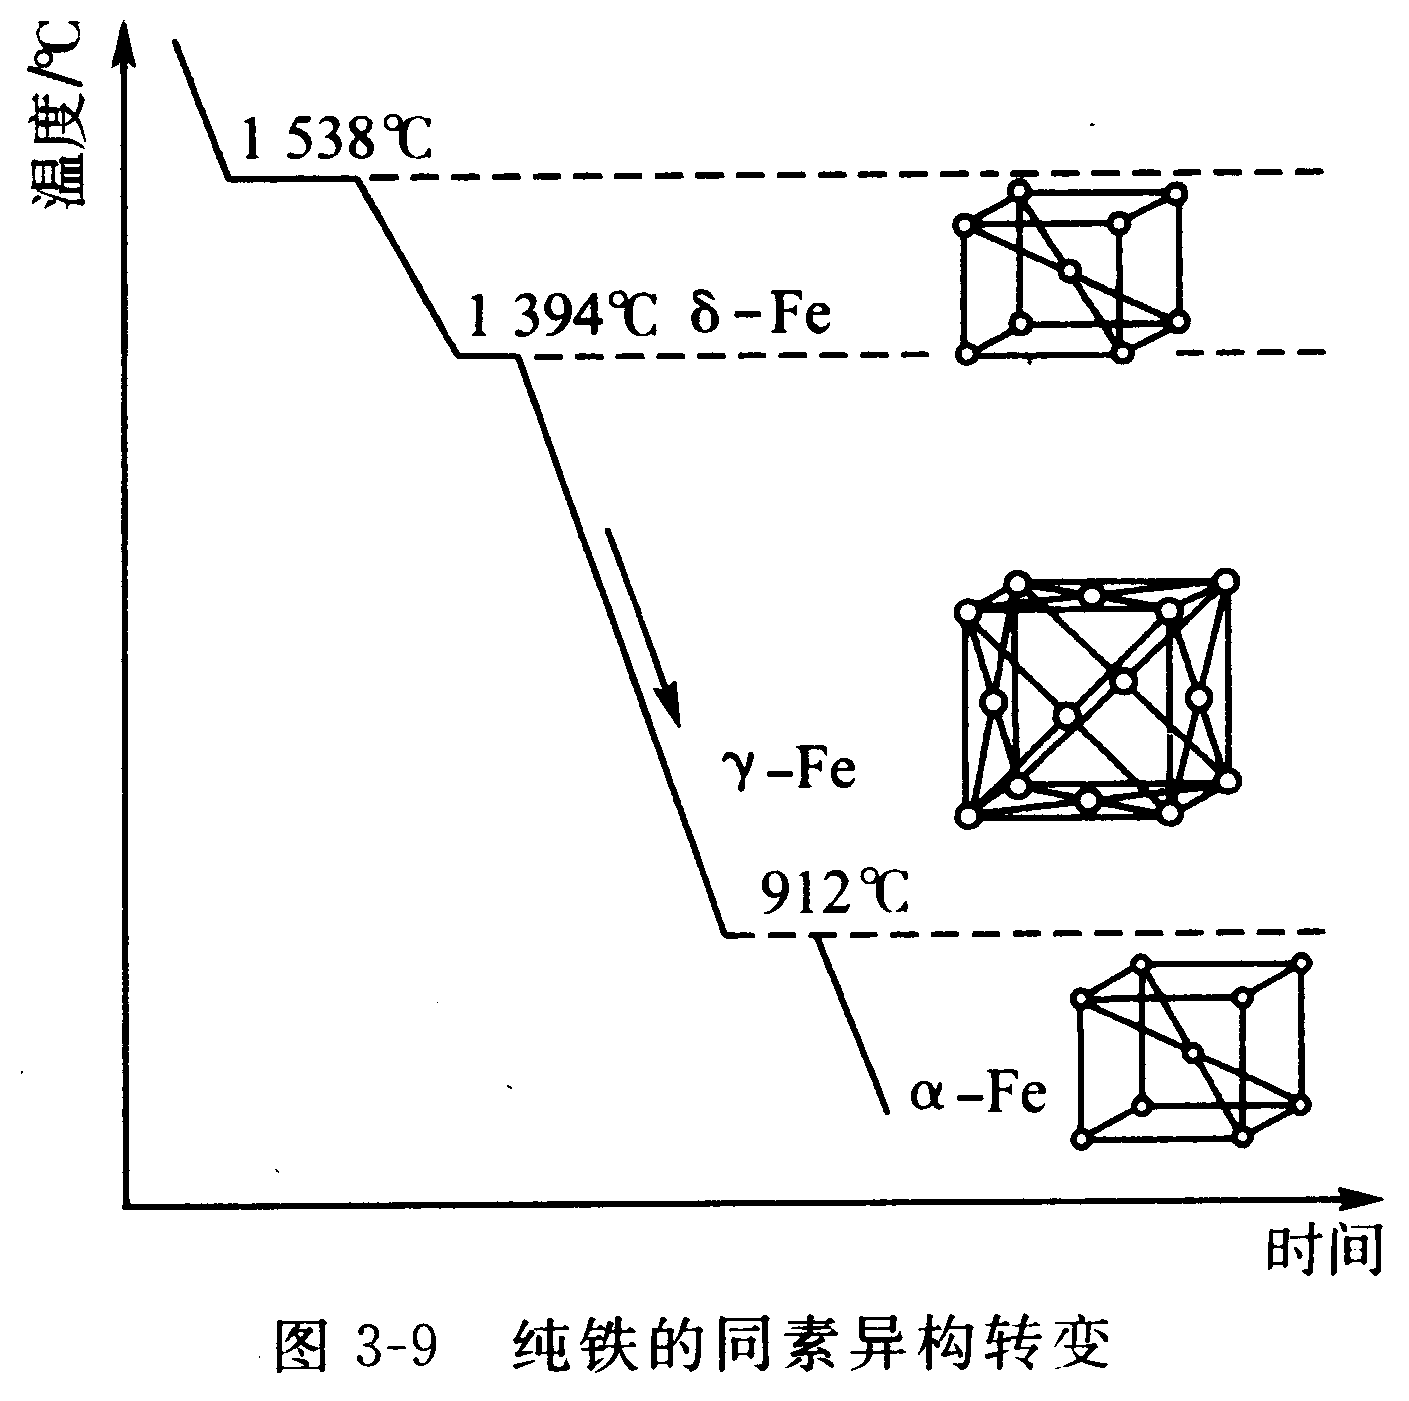 温度/℃
1 538℃
1 394℃ δ-Fe
γ-Fe
912℃
α-Fe
时间
图 3-9 纯铁的同素异构转变